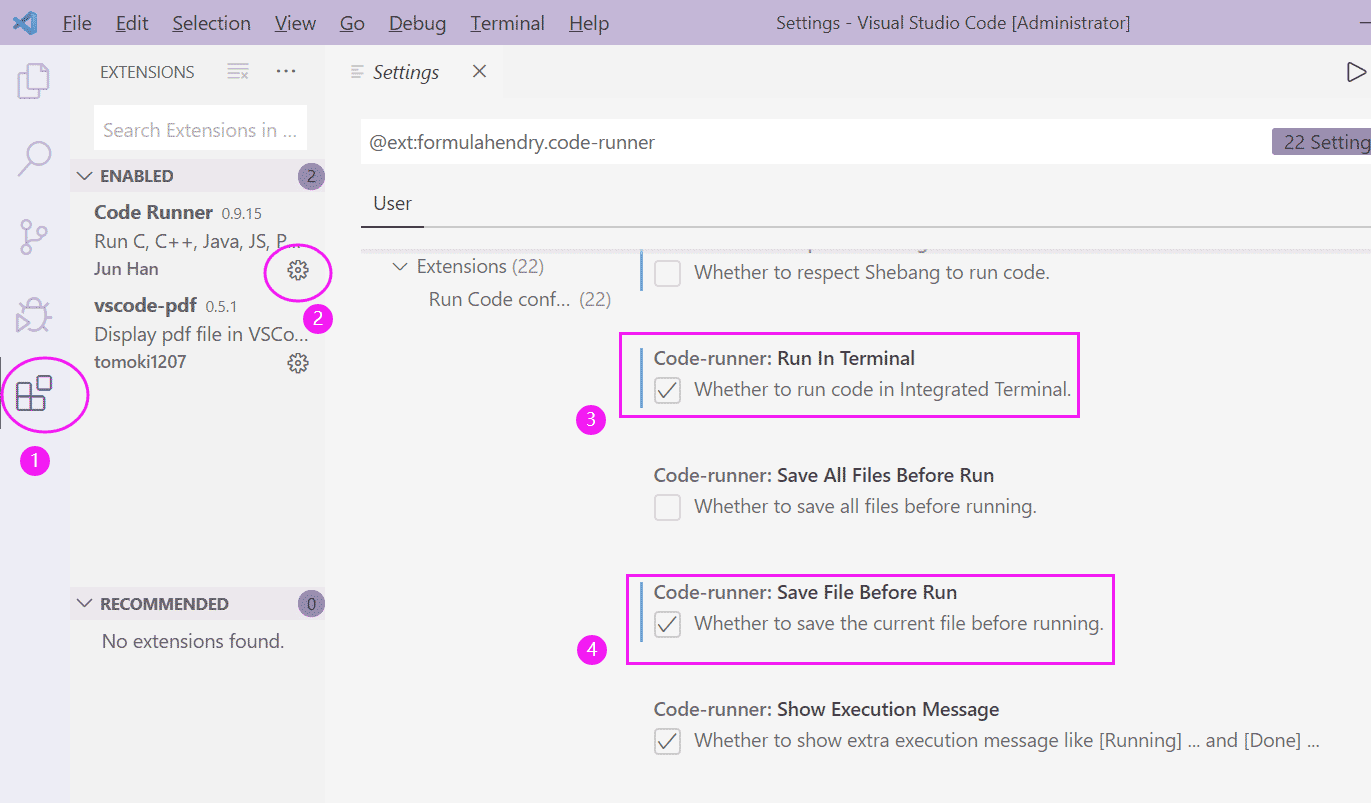 File Edit Selection View Go Debug Terminal Help Settings - Visual Studio Code [Administrator]
EXTENSIONS
Search Extensions in ...
ENABLED 2
Code Runner 0.9.15
Run C, C++, Java, JS, P...
Jun Han
2
vscode-pdf 0.5.1
Display pdf file in VSCo...
tomoki1207
1
RECOMMENDED 0
No extensions found.
Settings
@ext:formulahendry.code-runner
22 Setting
User
Extensions (22)
Run Code conf... (22)
Whether to respect Shebang to run code.
Code-runner: Run In Terminal
Whether to run code in Integrated Terminal.
3
Code-runner: Save All Files Before Run
Whether to save all files before running.
Code-runner: Save File Before Run
Whether to save the current file before running.
4
Code-runner: Show Execution Message
Whether to show extra execution message like [Running] ... and [Done] ...